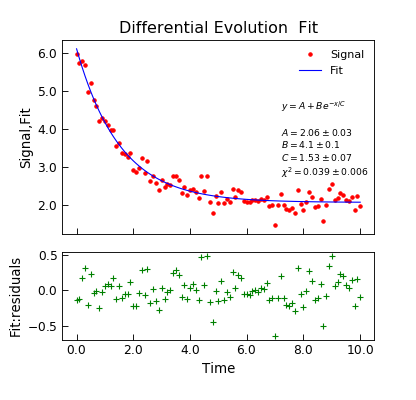 Differential Evolution  Fit
6.0
5.0
4.0
3.0
2.0
Signal,Fit
Signal
Fit
y = A + Be^{-x/C}
A = 2.06 ± 0.03
B = 4.1 ± 0.1
C = 1.53 ± 0.07
χ² = 0.039 ± 0.006
0.5
0.0
−0.5
Fit:residuals
0.0 2.0 4.0 6.0 8.0 10.0
Time